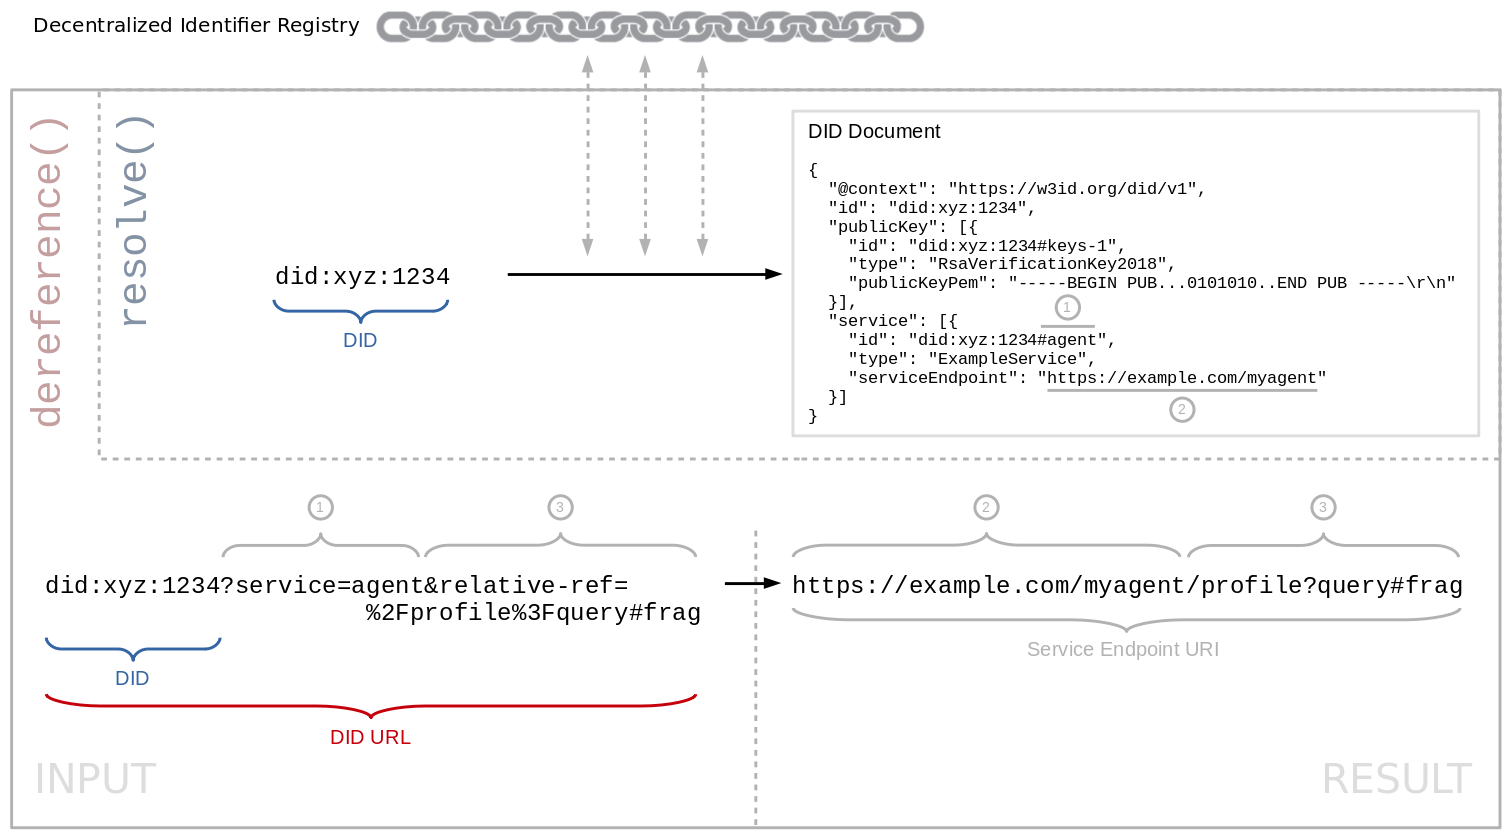 Decentralized Identifier Registry
dereference()
resolve()
did:xyz:1234
DID
DID Document
{
  "@context": "https://w3id.org/did/v1",
  "id": "did:xyz:1234",
  "publicKey": [{
    "id": "did:xyz:1234#keys-1",
    "type": "RsaVerificationKey2018",
    "publicKeyPem": "-----BEGIN PUB...0101010..END PUB -----\r\n"
  }],
1
  "service": [{
    "id": "did:xyz:1234#agent",
    "type": "ExampleService",
    "serviceEndpoint": "https://example.com/myagent"
  }]
2
}
1
3
did:xyz:1234?service=agent&relative-ref=
%2Fprofile%3Fquery#frag
DID
DID URL
INPUT
2
3
https://example.com/myagent/profile?query#frag
Service Endpoint URI
RESULT